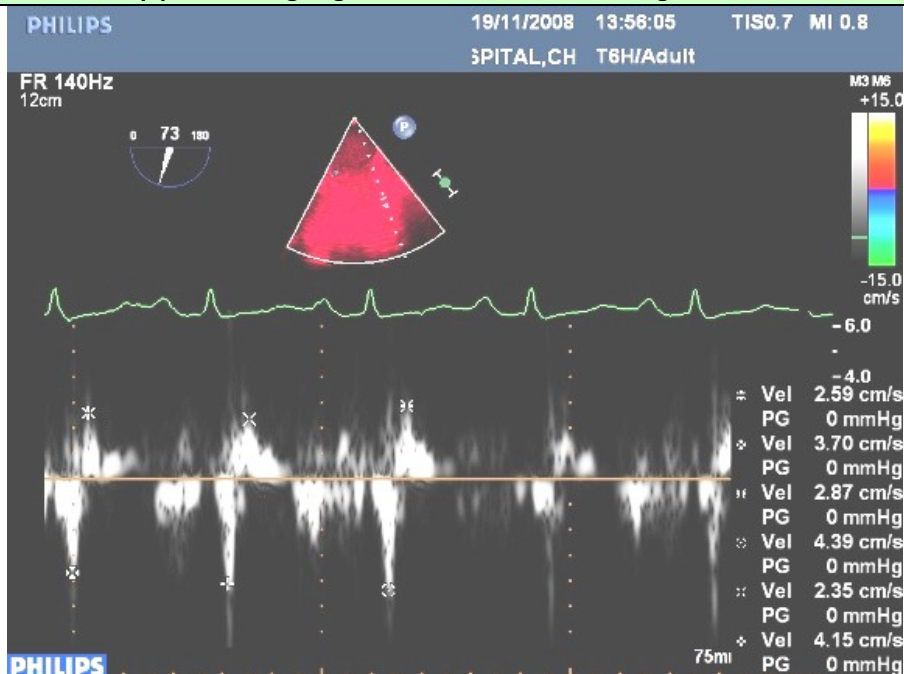 PHILIPS
19/11/2008 13:56:05 TIS0.7 MI 0.8
SPITAL,CH T6H/Adult
FR 140Hz
12cm
M3 M6
+15.0
0 73 180
P
-15.0
cm/s
-6.0
-4.0
Vel 2.59 cm/s
PG 0 mmHg
Vel 3.70 cm/s
PG 0 mmHg
Vel 2.87 cm/s
PG 0 mmHg
Vel 4.39 cm/s
PG 0 mmHg
Vel 2.35 cm/s
PG 0 mmHg
Vel 4.15 cm/s
PG 0 mmHg
75m
PHILIPS